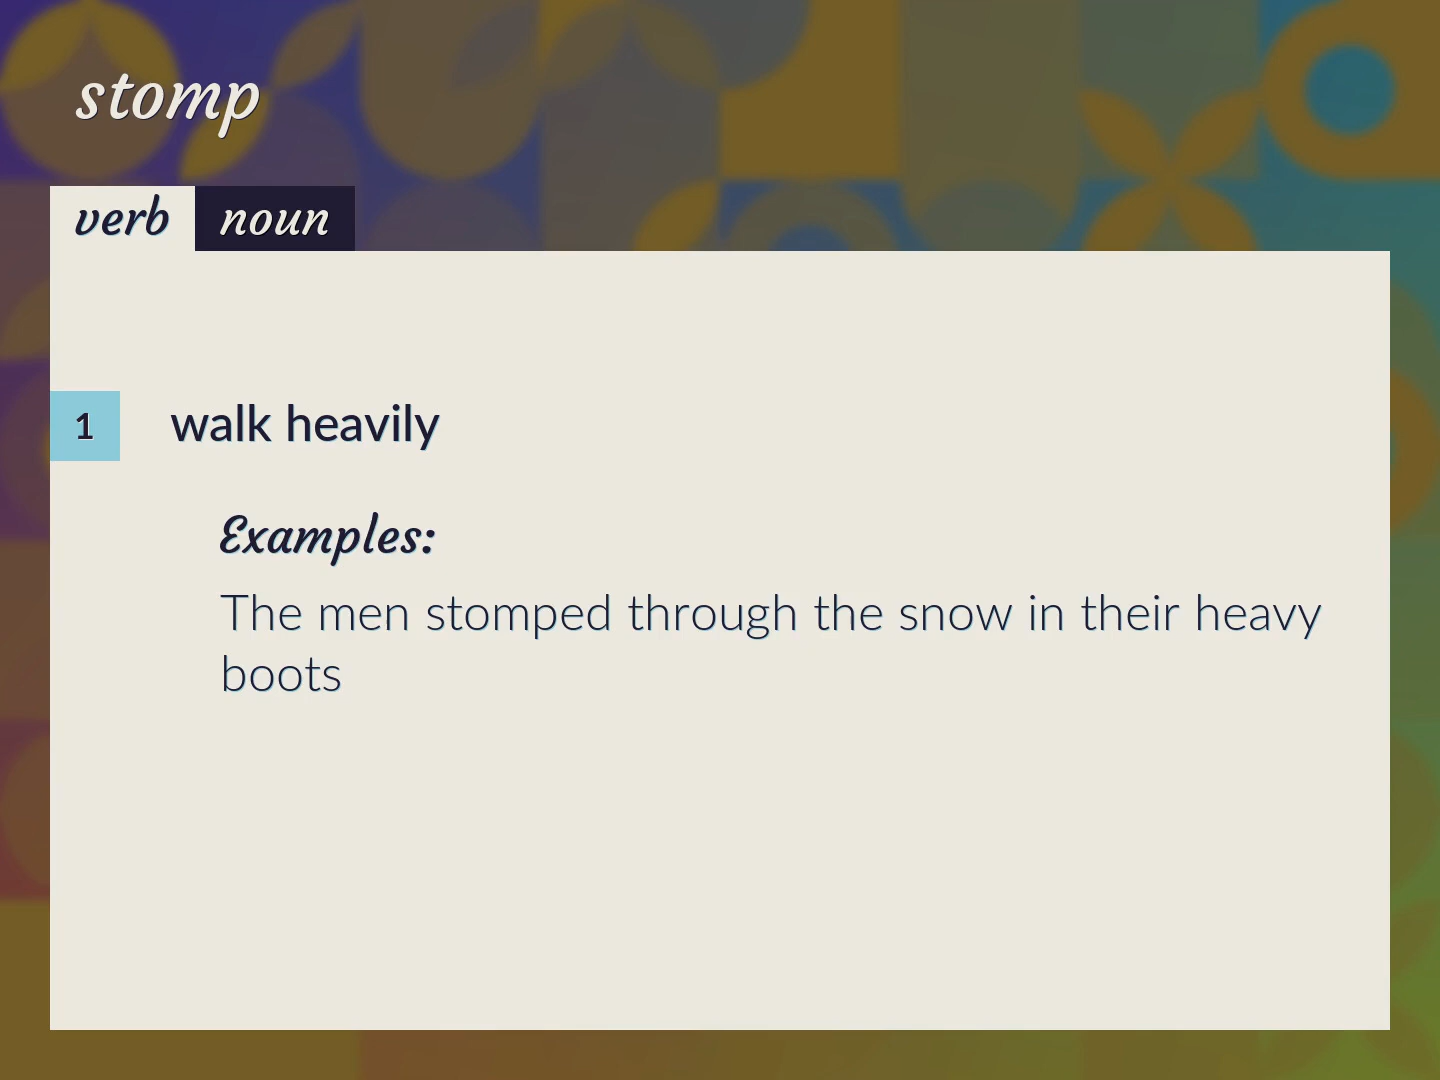 stomp
verb noun
1 walk heavily
Examples:
The men stomped through the snow in their heavy
boots